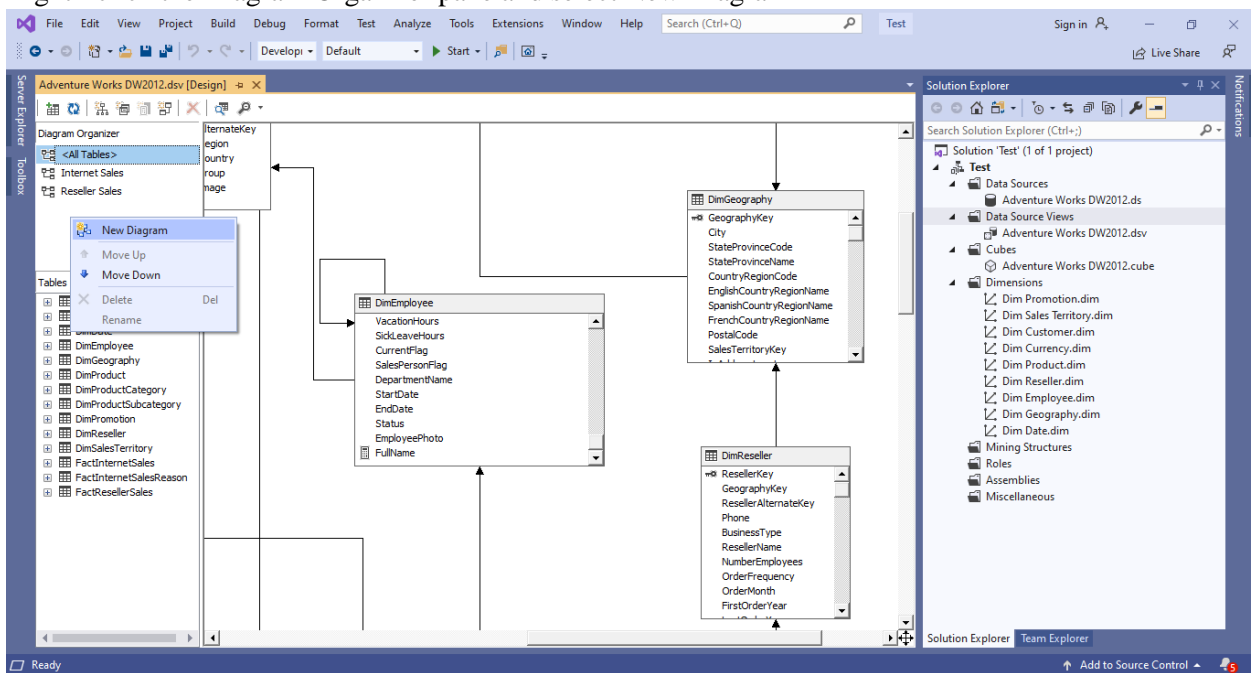 File Edit View Project Build Debug Format Test Analyze Tools Extensions Window Help Search (Ctrl+Q) Test Sign in
Developi Default Start Live Share
Server Explorer
Toolbox
Notifications
Adventure Works DW2012.dsv [Design]
Diagram Organizer
<All Tables>
Internet Sales
Reseller Sales
New Diagram
Move Up
Move Down
Delete Del
Rename
Tables
DimEmployee
DimGeography
DimProduct
DimProductCategory
DimProductSubcategory
DimPromotion
DimReseller
DimSalesTerritory
FactInternetSales
FactInternetSalesReason
FactResellerSales
lternateKey
egion
ountry
roup
mage
DimEmployee
VacationHours
SickLeaveHours
CurrentFlag
SalesPersonFlag
DepartmentName
StartDate
EndDate
Status
EmployeePhoto
FullName
DimGeography
GeographyKey
City
StateProvinceCode
StateProvinceName
CountryRegionCode
EnglishCountryRegionName
SpanishCountryRegionName
FrenchCountryRegionName
PostalCode
SalesTerritoryKey
DimReseller
ResellerKey
GeographyKey
ResellerAlternateKey
Phone
BusinessType
ResellerName
NumberEmployees
OrderFrequency
OrderMonth
FirstOrderYear
Solution Explorer
Search Solution Explorer (Ctrl+;)
Solution 'Test' (1 of 1 project)
Test
Data Sources
Adventure Works DW2012.ds
Data Source Views
Adventure Works DW2012.dsv
Cubes
Adventure Works DW2012.cube
Dimensions
Dim Promotion.dim
Dim Sales Territory.dim
Dim Customer.dim
Dim Currency.dim
Dim Product.dim
Dim Reseller.dim
Dim Employee.dim
Dim Geography.dim
Dim Date.dim
Mining Structures
Roles
Assemblies
Miscellaneous
Solution Explorer Team Explorer
Ready Add to Source Control 5